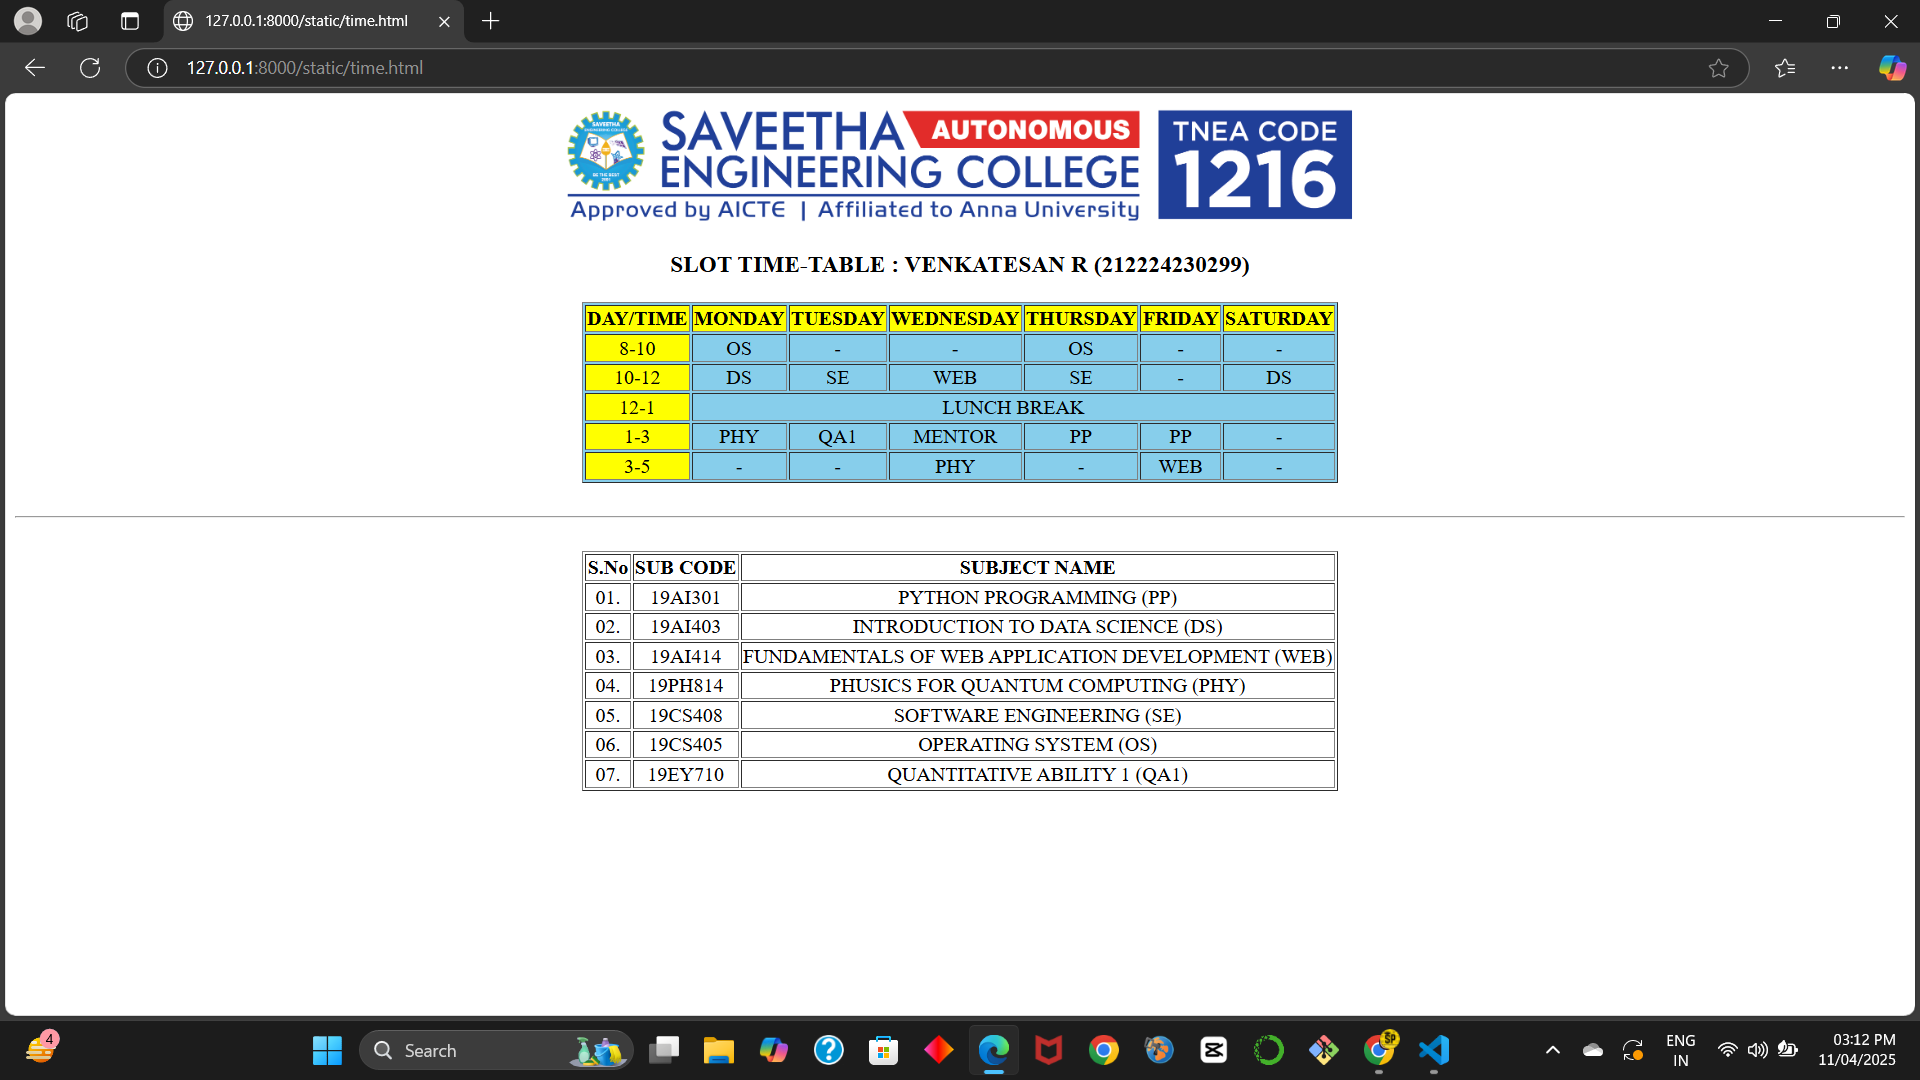 127.0.0.1:8000/static/time.html
127.0.0.1:8000/static/time.html
SAVEETHA AUTONOMOUS
ENGINEERING COLLEGE
Approved by AICTE | Affiliated to Anna University
TNEA CODE
1216
SLOT TIME-TABLE : VENKATESAN R (212224230299)
DAY/TIME MONDAY TUESDAY WEDNESDAY THURSDAY FRIDAY SATURDAY
8-10 OS - - OS - -
10-12 DS SE WEB SE - DS
12-1 LUNCH BREAK
1-3 PHY QA1 MENTOR PP PP -
3-5 - - PHY - WEB -
S.No SUB CODE SUBJECT NAME
01. 19AI301 PYTHON PROGRAMMING (PP)
02. 19AI403 INTRODUCTION TO DATA SCIENCE (DS)
03. 19AI414 FUNDAMENTALS OF WEB APPLICATION DEVELOPMENT (WEB)
04. 19PH814 PHUSICS FOR QUANTUM COMPUTING (PHY)
05. 19CS408 SOFTWARE ENGINEERING (SE)
06. 19CS405 OPERATING SYSTEM (OS)
07. 19EY710 QUANTITATIVE ABILITY 1 (QA1)
4
Search
SP
ENG
IN
03:12 PM
11/04/2025